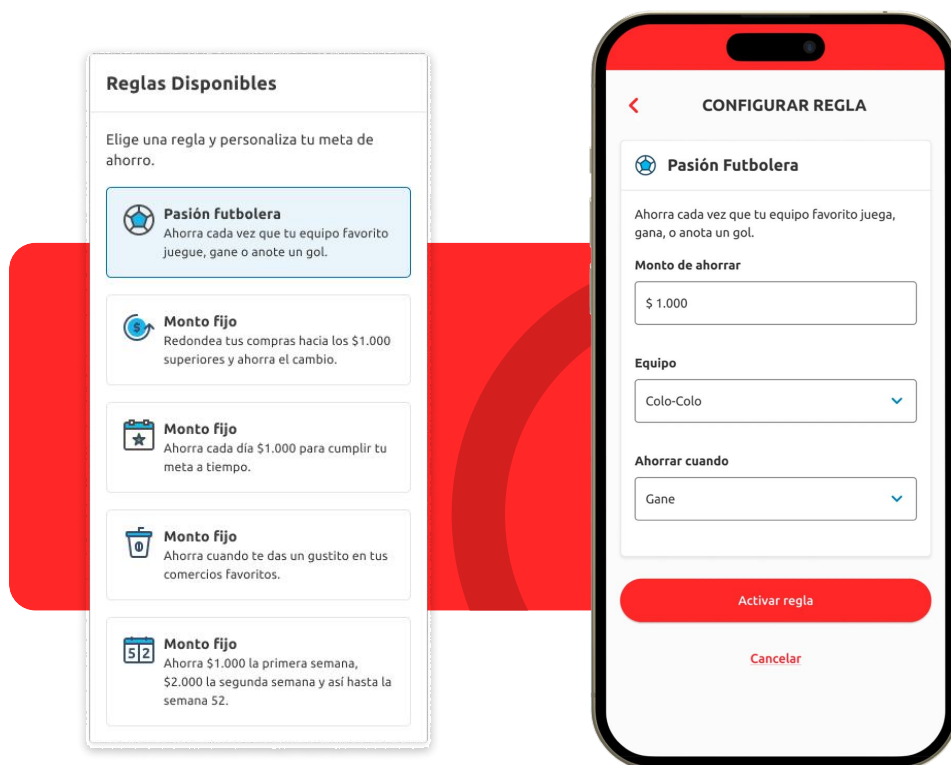 Reglas Disponibles
Elige una regla y personaliza tu meta de
ahorro.
Pasión futbolera
Ahorra cada vez que tu equipo favorito
juegue, gane o anote un gol.
Monto fijo
Redondea tus compras hacia los $1.000
superiores y ahorra el cambio.
Monto fijo
Ahorra cada día $1.000 para cumplir tu
meta a tiempo.
Monto fijo
Ahorra cuando te das un gustito en tus
comercios favoritos.
52
Monto fijo
Ahorra $1.000 la primera semana,
$2.000 la segunda semana y así hasta la
semana 52.
CONFIGURAR REGLA
Pasión Futbolera
Ahorra cada vez que tu equipo favorito juega,
gana, o anota un gol.
Monto de ahorrar
$ 1.000
Equipo
Colo-Colo
Ahorrar cuando
Gane
Activar regla
Cancelar